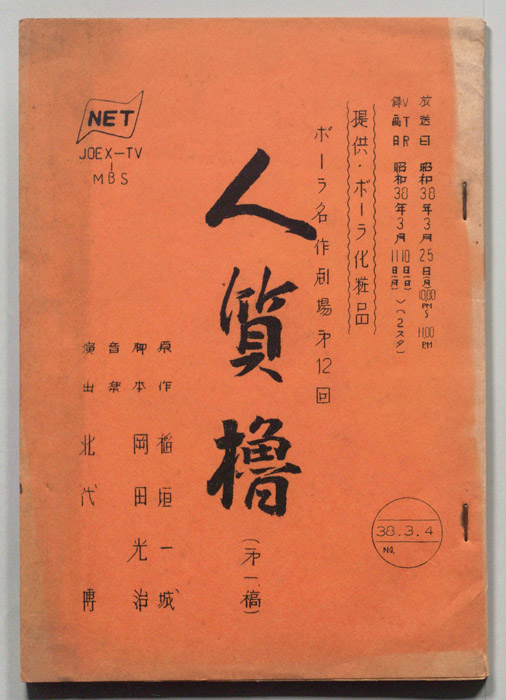 放送日 昭和38年3月25日(月)10:00PM〜11:00PM
VTR録画日 昭和38年3月10日(日)11日(月)〉(2スタ)
提供・ポーラ化粧品
ポーラ名作劇場第12回
人質櫓
(第一稿)
原作 稲垣一城
脚本 岡田光治
音楽
演出 北代博
NET
JOEX-TV
MBS
38.3.4
NO.